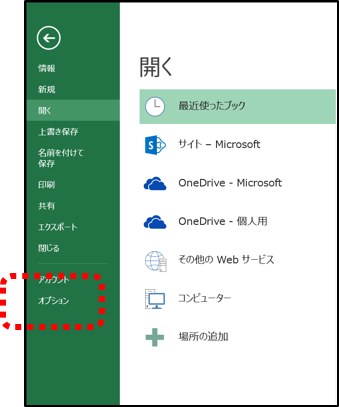 情報
新規
開く
上書き保存
名前を付けて
保存
印刷
共有
エクスポート
閉じる
アカウント
オプション
開く
最近使ったブック
サイト – Microsoft
OneDrive - Microsoft
OneDrive - 個人用
その他の Web サービス
コンピューター
場所の追加